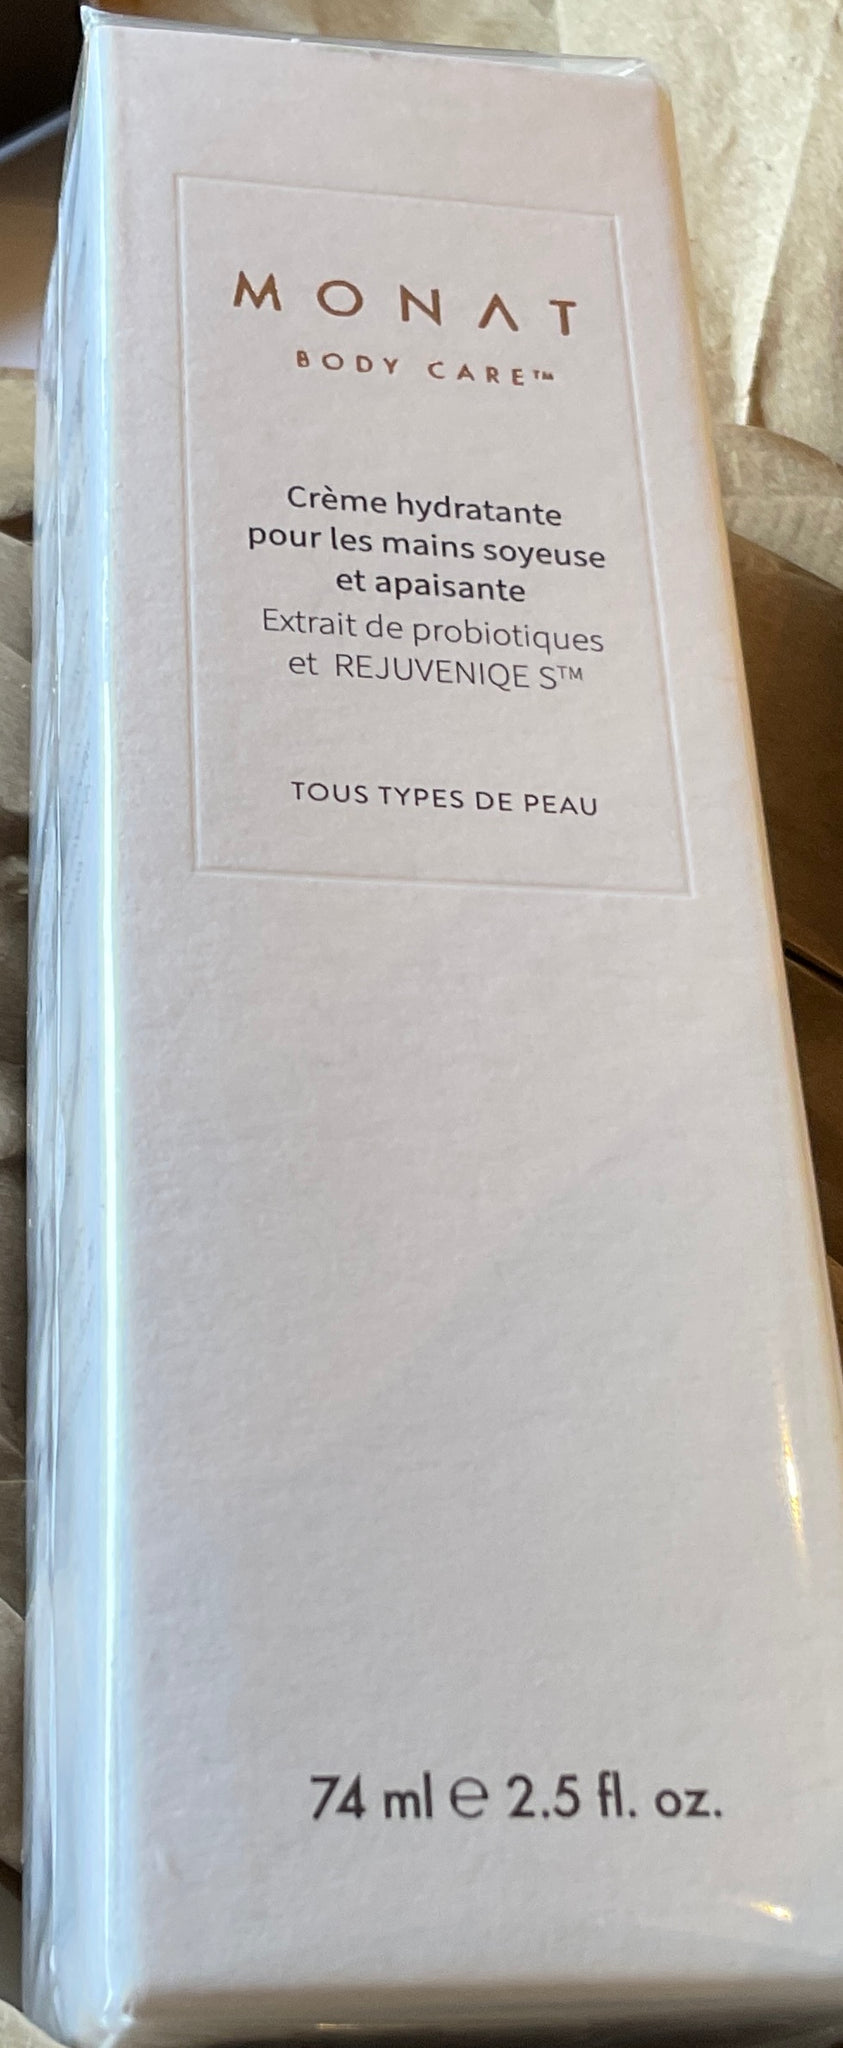 MONAT
BODY CARE™
Crème hydratante
pour les mains soyeuse
et apaisante
Extrait de probiotiques
et REJUVENIQE S™
TOUS TYPES DE PEAU
74 ml ℮ 2.5 fl. oz.